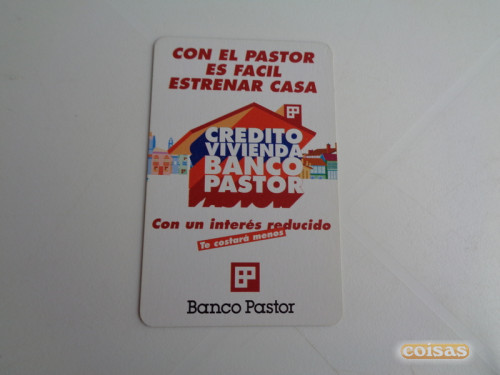 CON EL PASTOR
ES FACIL
ESTRENAR CASA
CREDITO
VIVIENDA
BANCO
PASTOR
Con un interés reducido
Te costará menos
Banco Pastor
coisas